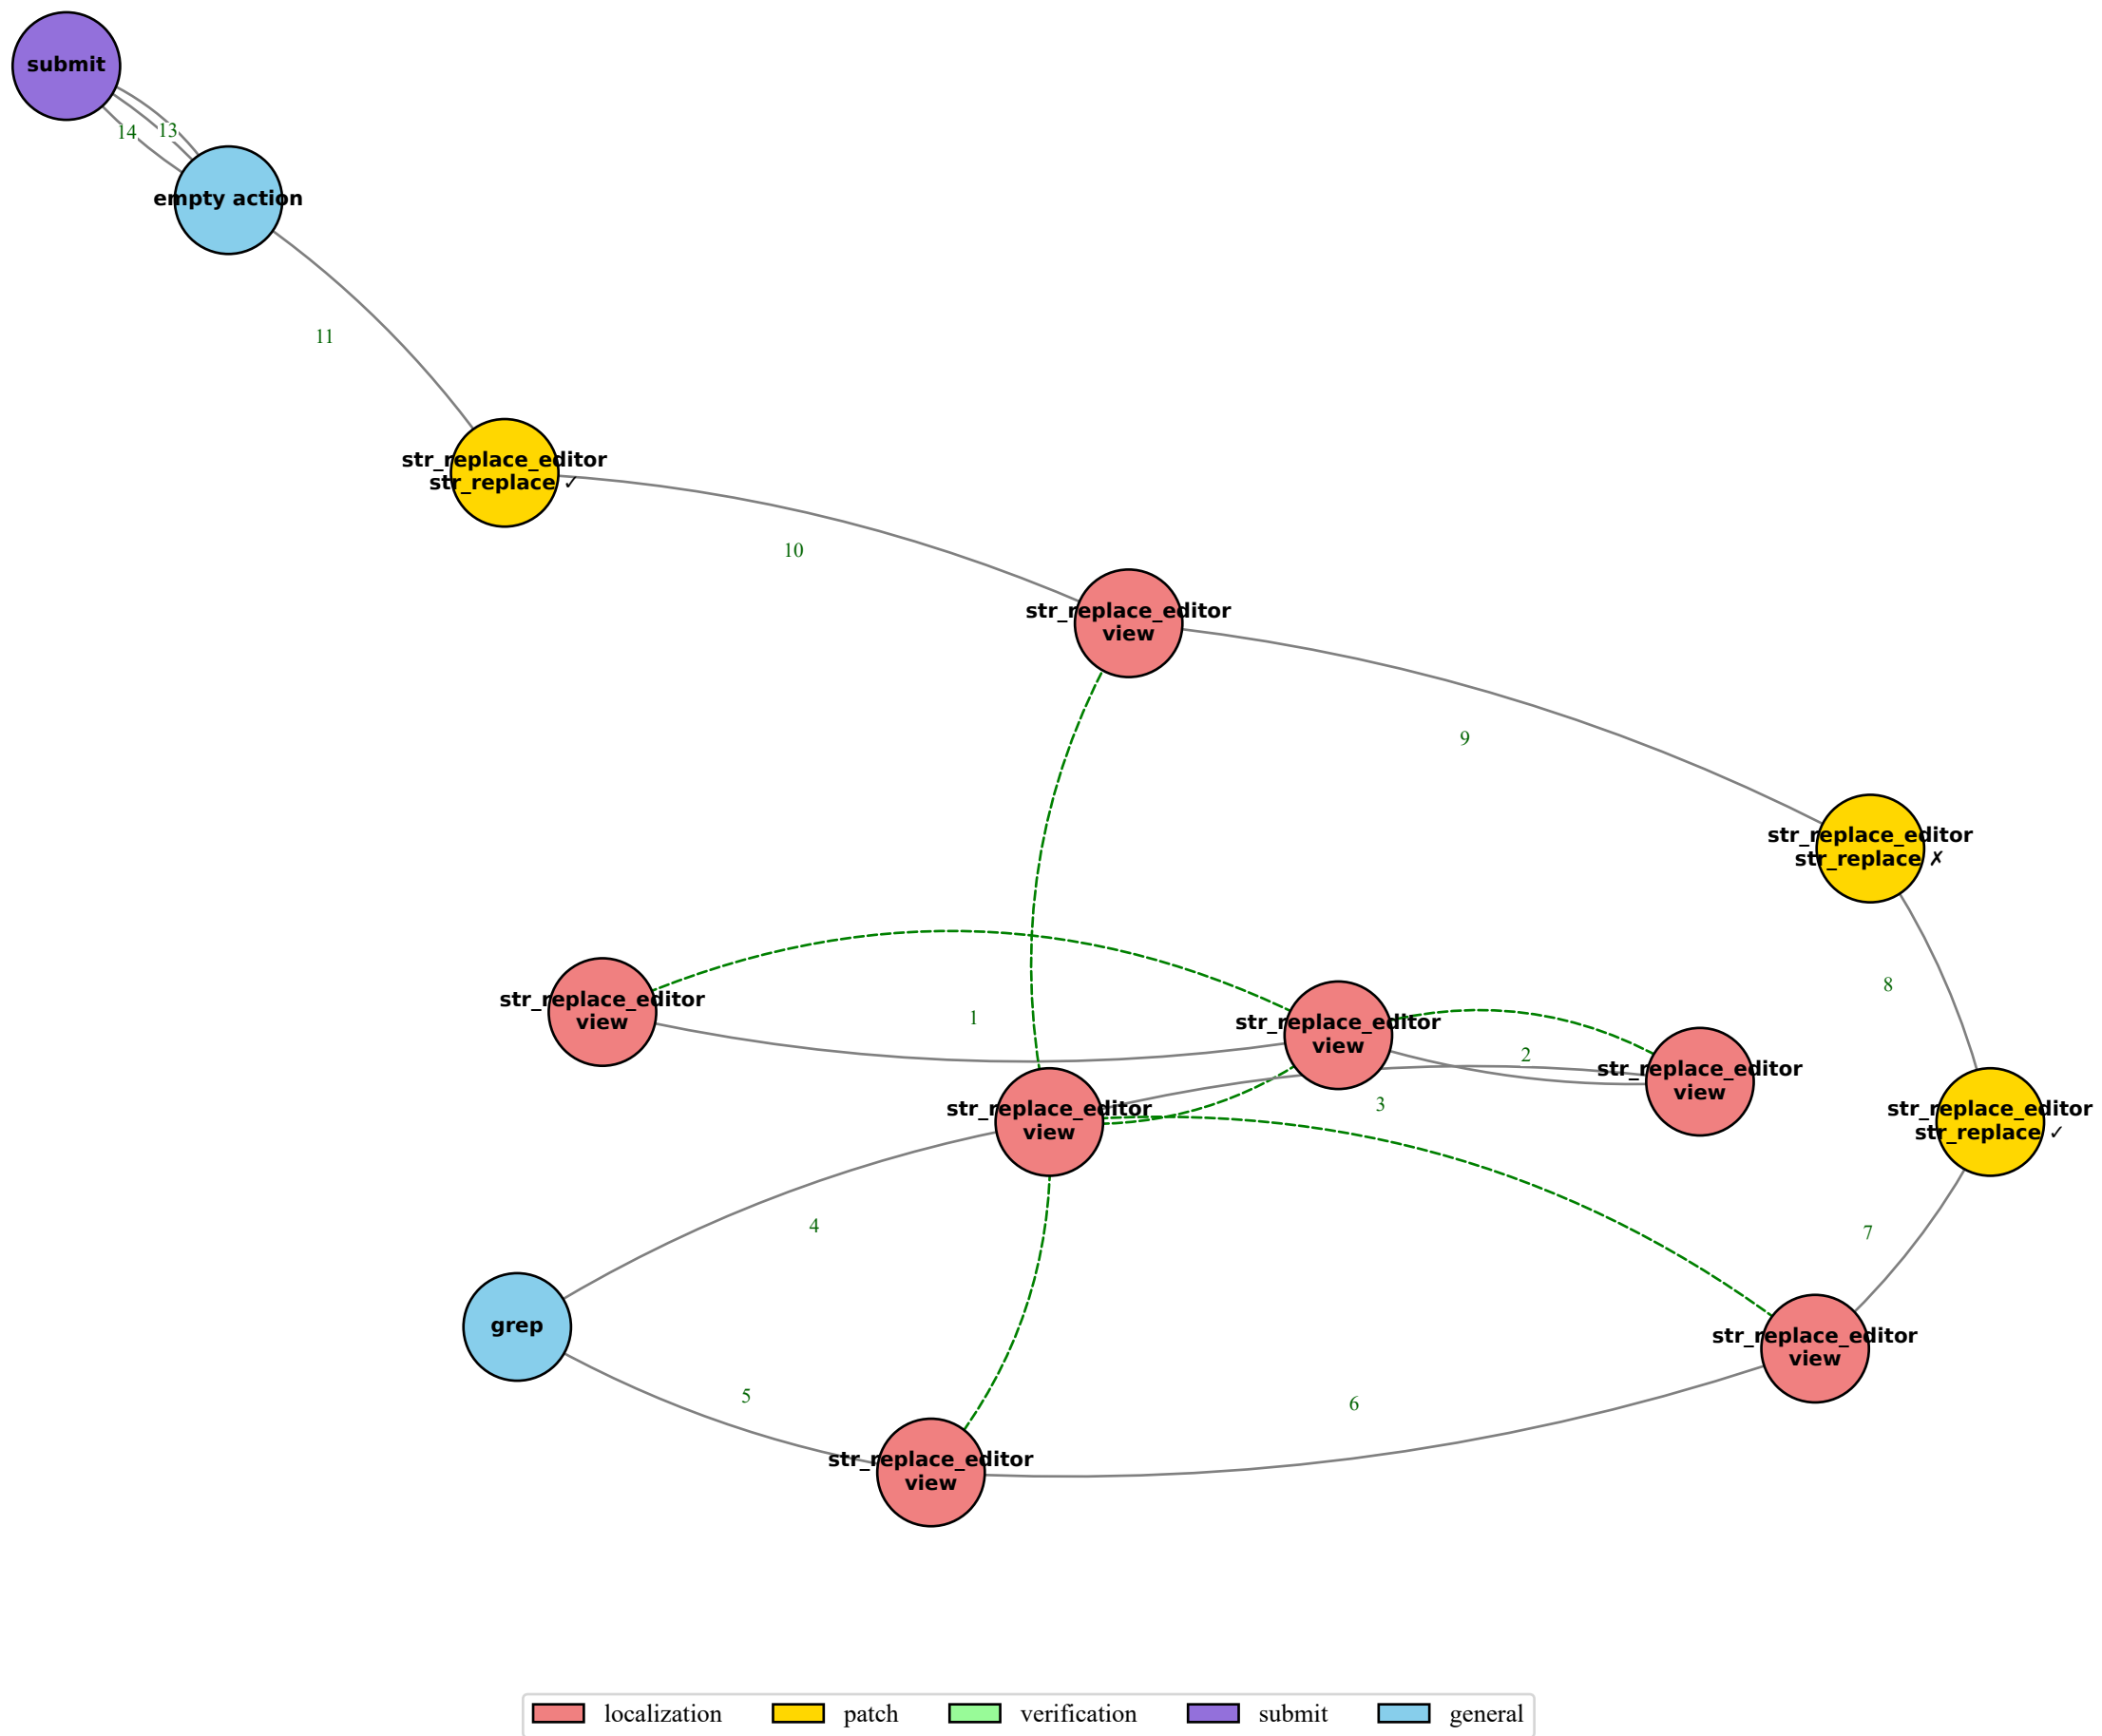 submit
14
13
empty action
11
str_replace_editor
str_replace ✓
10
str_replace_editor
view
9
str_replace_editor
str_replace ✗
8
str_replace_editor
view
1
str_replace_editor
view
2
str_replace_editor
view
3
str_replace_editor
view
str_replace_editor
str_replace ✓
4
7
grep
str_replace_editor
view
5
6
str_replace_editor
view
localization
patch
verification
submit
general